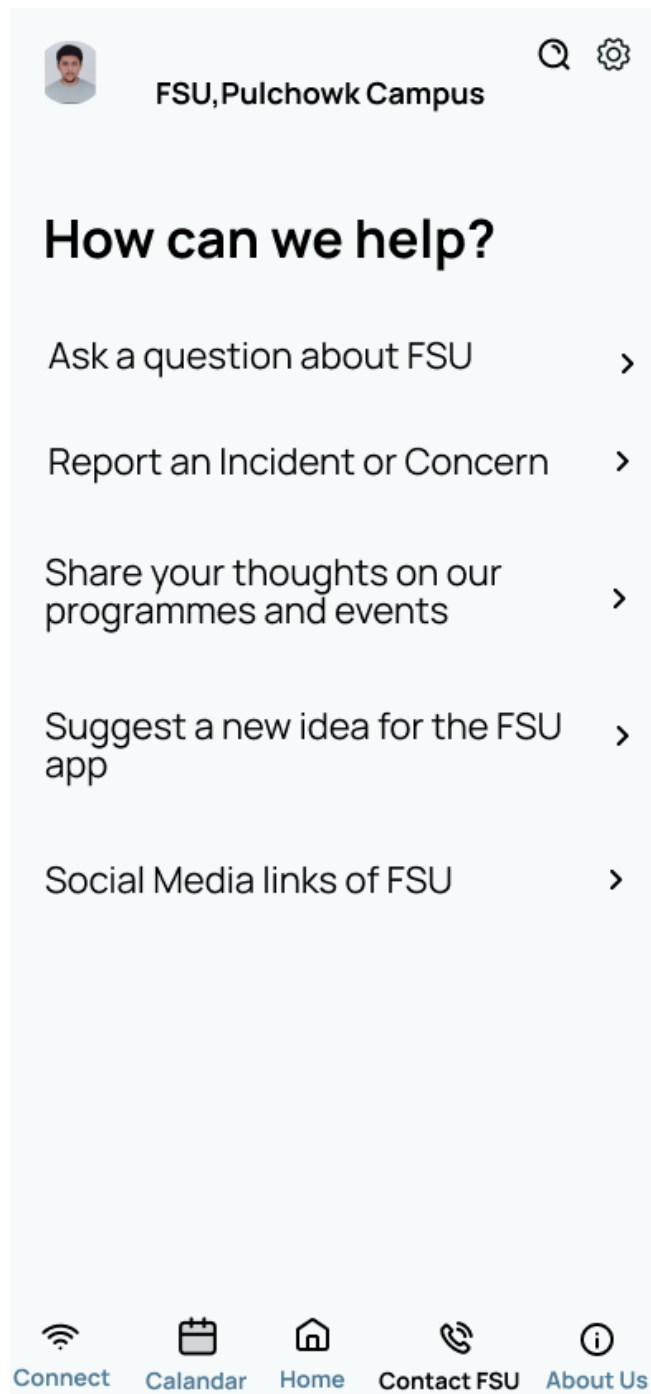 FSU,Pulchowk Campus
How can we help?
Ask a question about FSU
Report an Incident or Concern
Share your thoughts on our
programmes and events
Suggest a new idea for the FSU
app
Social Media links of FSU
Connect
Calandar
Home
Contact FSU
About Us